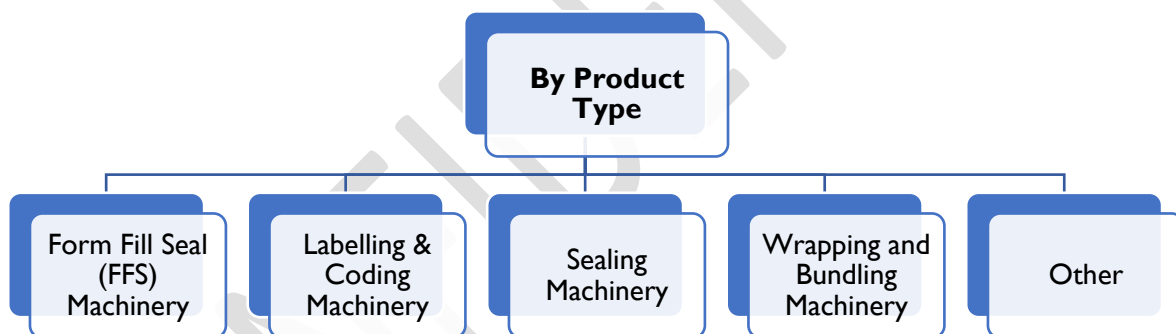 By Product
Type
Form Fill Seal
(FFS)
Machinery
Labelling &
Coding
Machinery
Sealing
Machinery
Wrapping and
Bundling
Machinery
Other